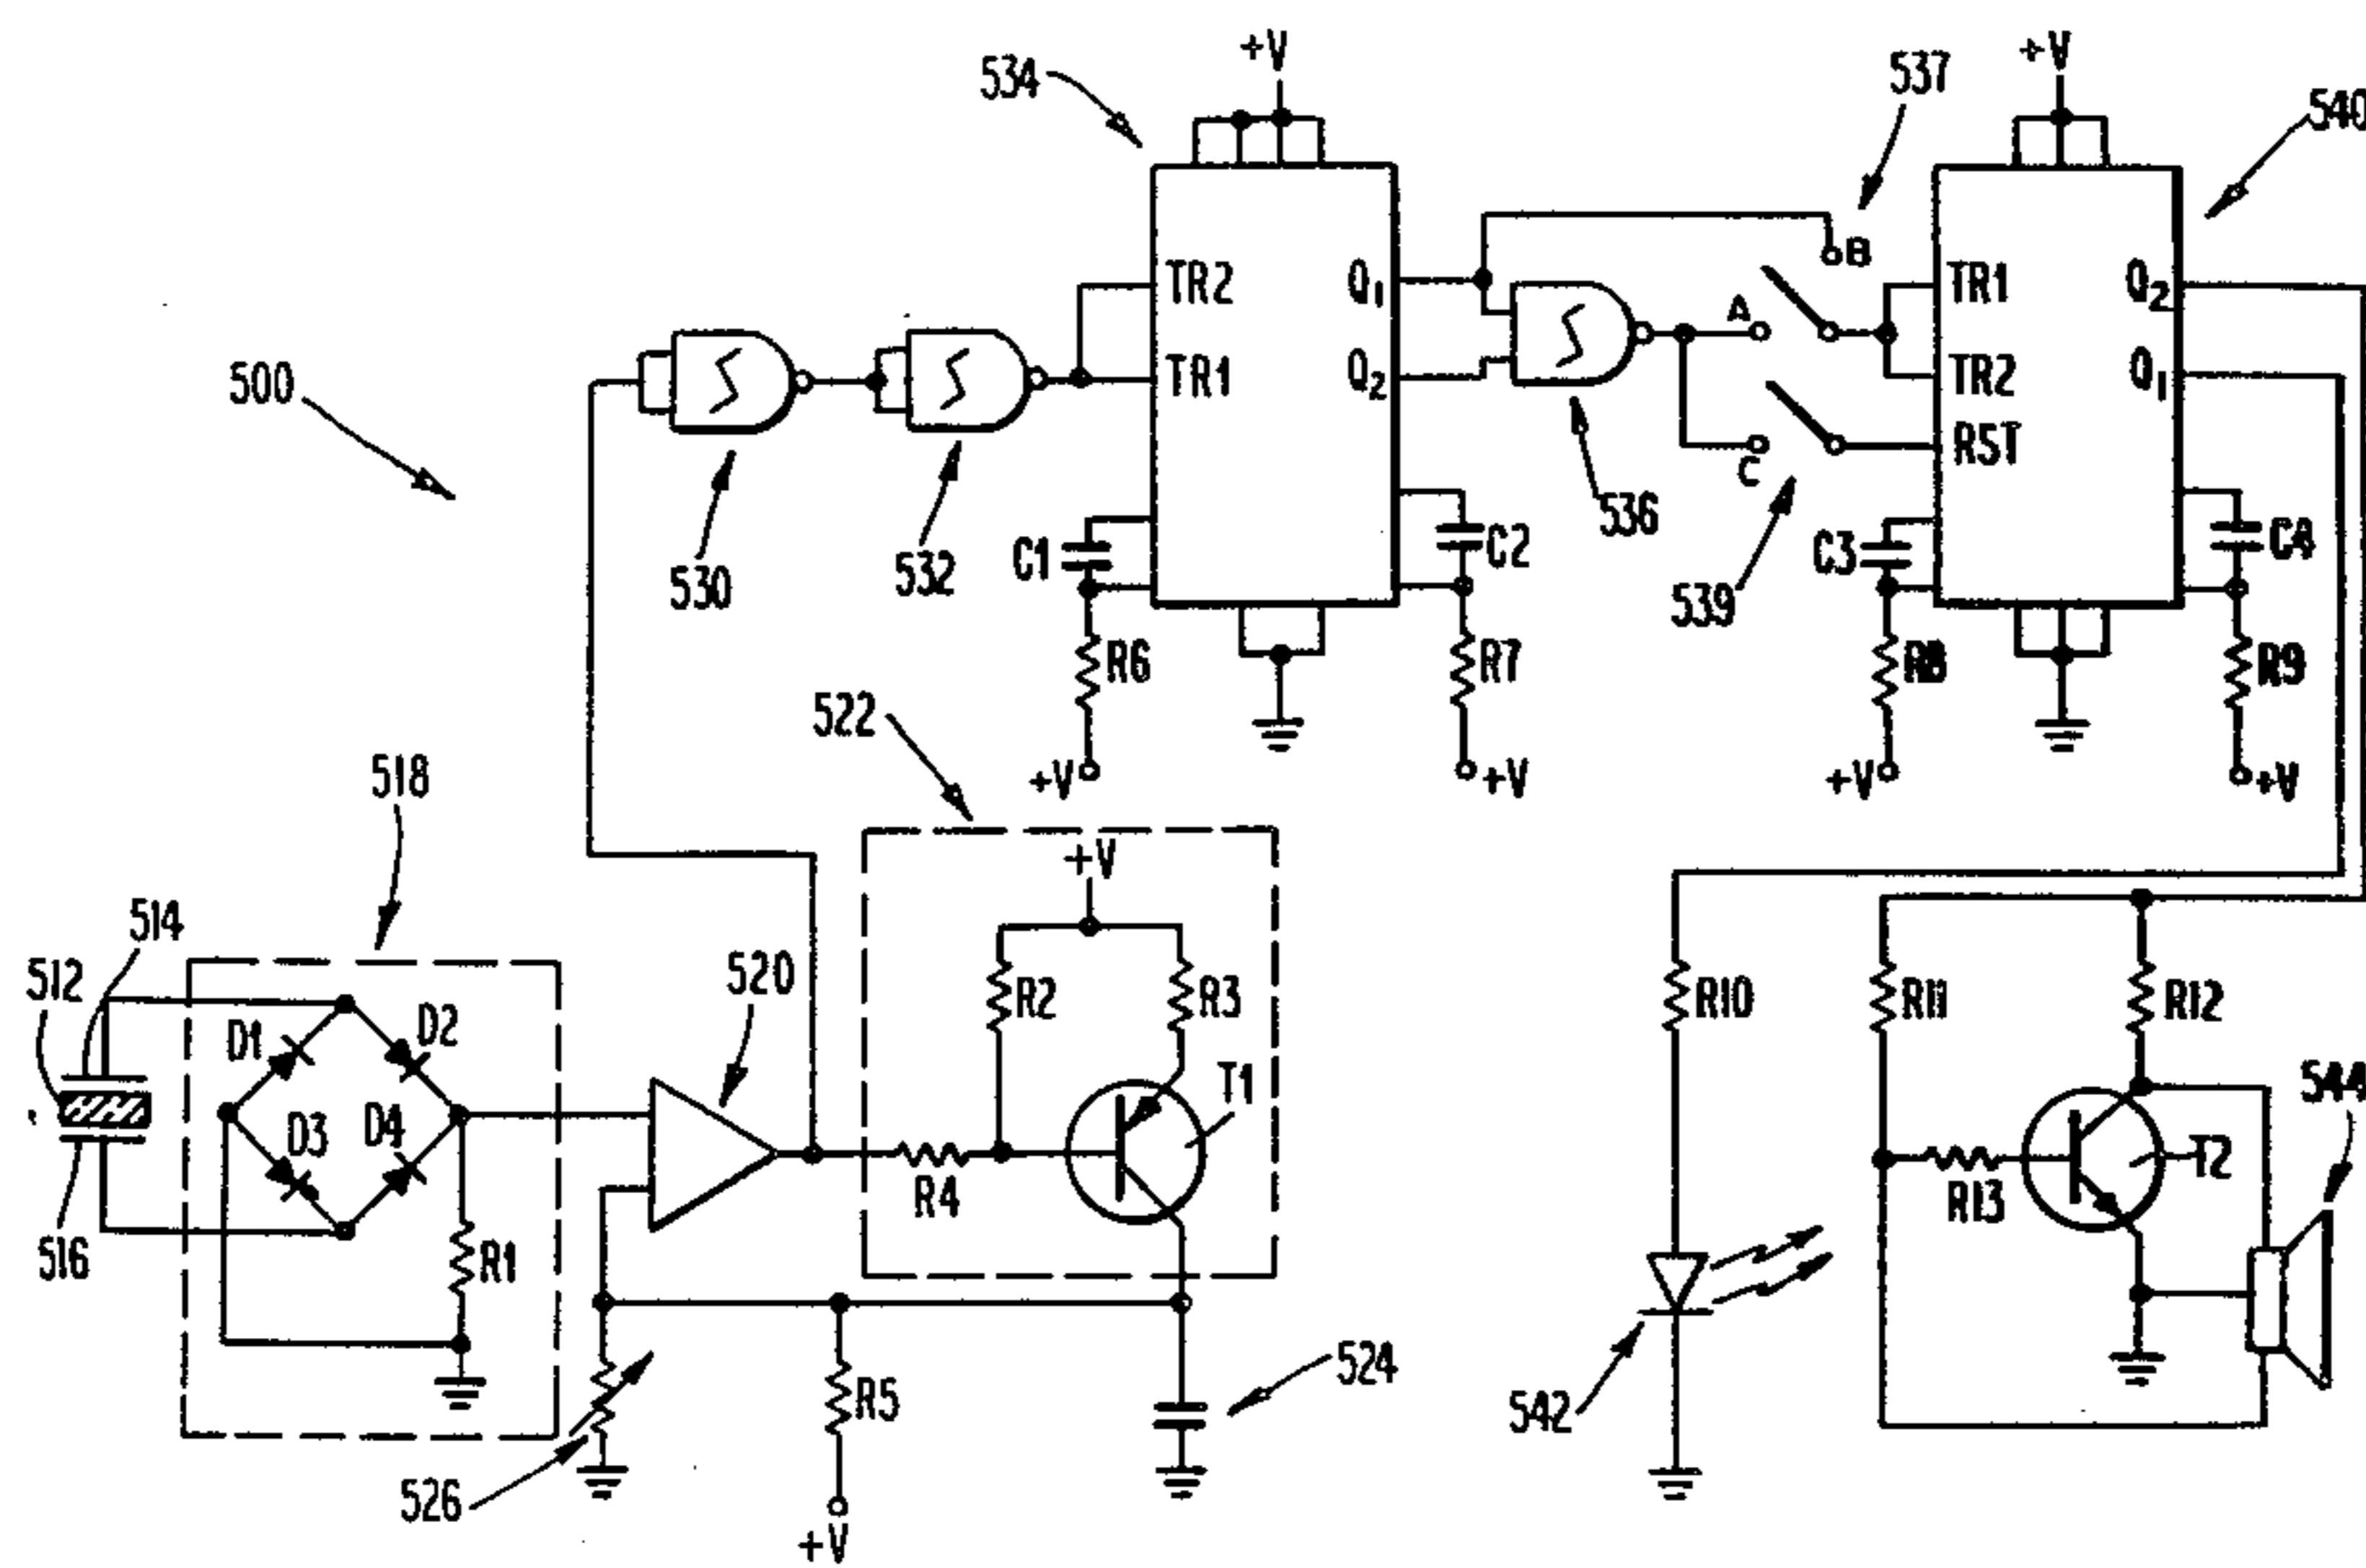 +V
+V
534
537
540
TR2
Q1
B
TR1
Q2
A
500
TR1
Q2
TR2
Q1
C
RST
530
532
C1
C2
536
539
C3
C4
R6
R7
R8
R9
522
+V
+V
+V
+V
518
+V
514
512
520
R2
R3
R10
R11
R12
D1
D2
T1
544
D3
D4
R4
R13
T2
516
R1
524
R5
542
526
+V